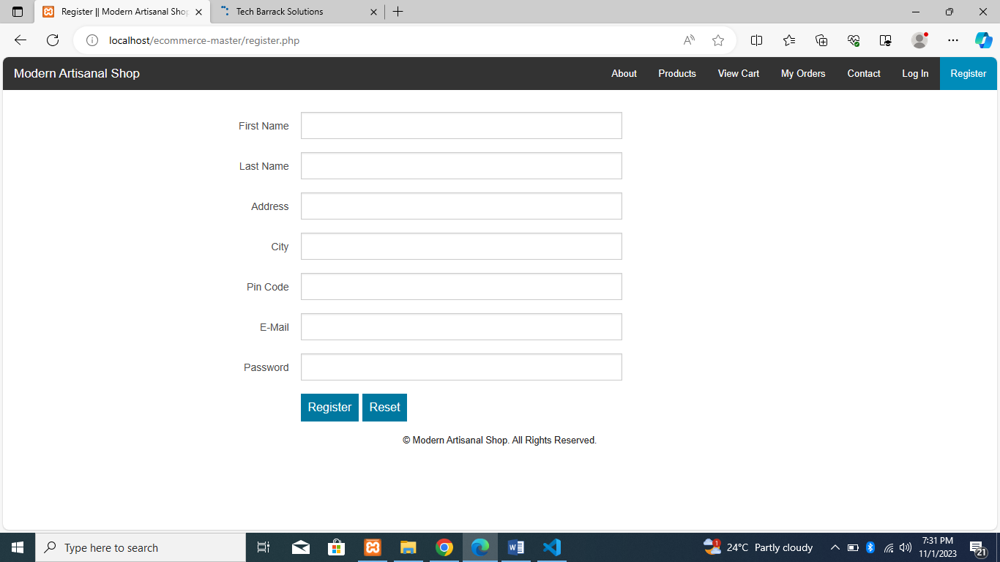 Register || Modern Artisanal Shop
Tech Barrack Solutions
localhost/ecommerce-master/register.php
Modern Artisanal Shop
About
Products
View Cart
My Orders
Contact
Log In
Register
First Name
Last Name
Address
City
Pin Code
E-Mail
Password
Register
Reset
© Modern Artisanal Shop. All Rights Reserved.
Type here to search
1
24°C Partly cloudy
7:31 PM
11/1/2023
21